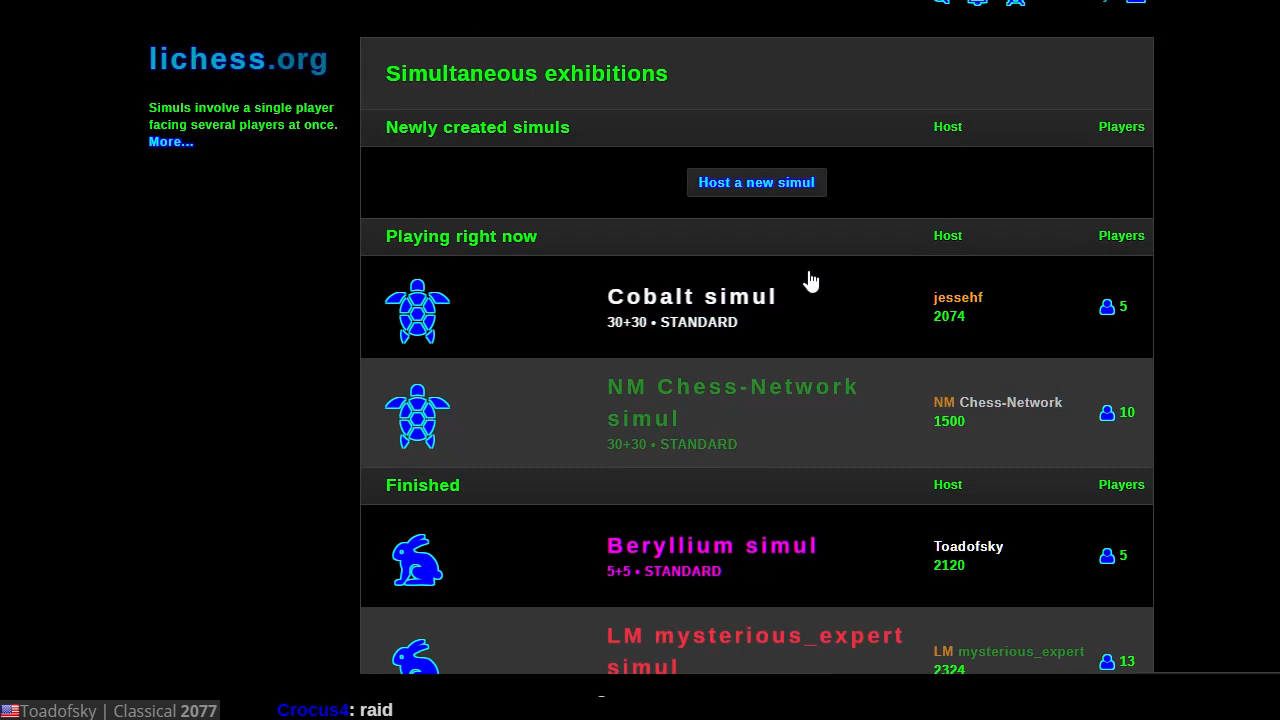 lichess.org
Simuls involve a single player
facing several players at once.
More...
Simultaneous exhibitions
Newly created simuls Host Players
Host a new simul
Playing right now Host Players
Cobalt simul
30+30 • STANDARD
jessehf
2074
5
NM Chess-Network
simul
30+30 • STANDARD
NM Chess-Network
1500
10
Finished Host Players
Beryllium simul
5+5 • STANDARD
Toadofsky
2120
5
LM mysterious_expert
simul
LM mysterious_expert
2324
13
Toadofsky | Classical 2077
Crocus4: raid